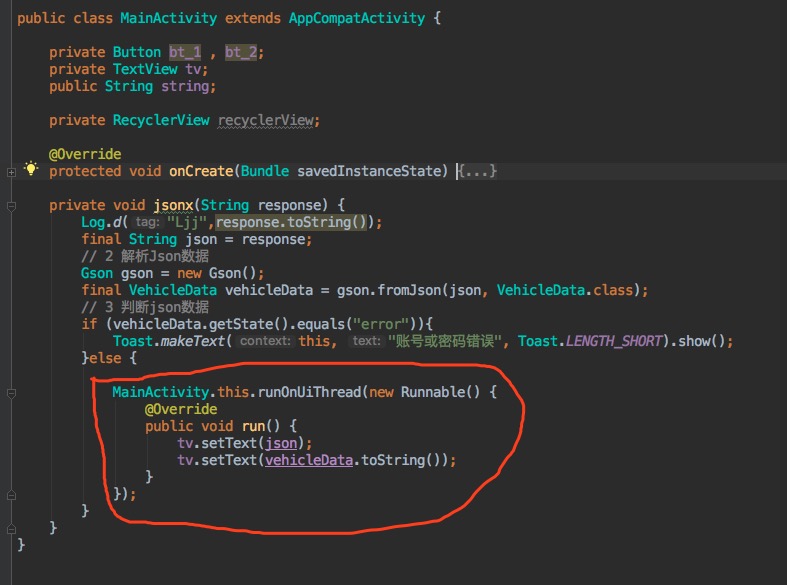 public class MainActivity extends AppCompatActivity {
private Button bt_1 , bt_2;
private TextView tv;
public String string;
private RecyclerView recyclerView;
@Override
protected void onCreate(Bundle savedInstanceState) {...}
private void jsonx(String response) {
Log.d( tag: "Ljj",response.toString());
final String json = response;
// 2 解析Json数据
Gson gson = new Gson();
final VehicleData vehicleData = gson.fromJson(json, VehicleData.class);
// 3 判断json数据
if (vehicleData.getState().equals("error")){
Toast.makeText( context: this, text: "账号或密码错误", Toast.LENGTH_SHORT).show();
}else {
MainActivity.this.runOnUiThread(new Runnable() {
@Override
public void run() {
tv.setText(json);
tv.setText(vehicleData.toString());
}
});
}
}
}